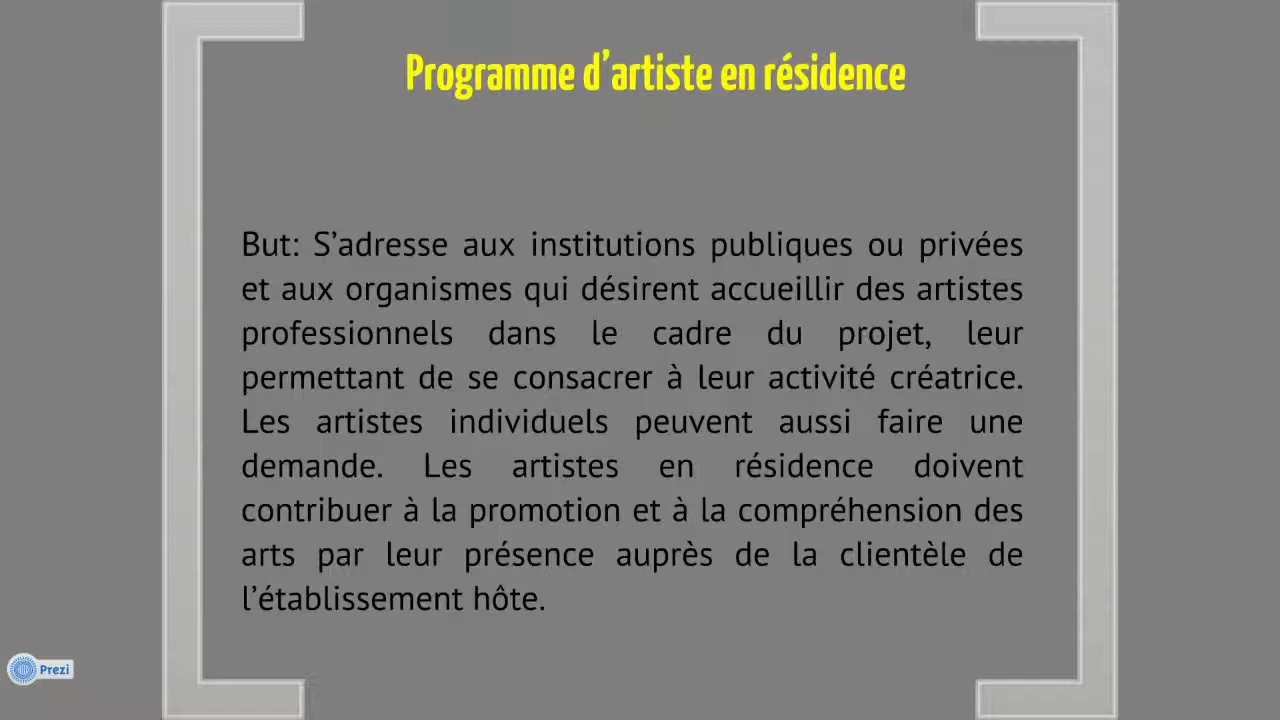 Programme d’artiste en résidence
But: S’adresse aux institutions publiques ou privées
et aux organismes qui désirent accueillir des artistes
professionnels dans le cadre du projet, leur
permettant de se consacrer à leur activité créatrice.
Les artistes individuels peuvent aussi faire une
demande. Les artistes en résidence doivent
contribuer à la promotion et à la compréhension des
arts par leur présence auprès de la clientèle de
l’établissement hôte.
Prezi